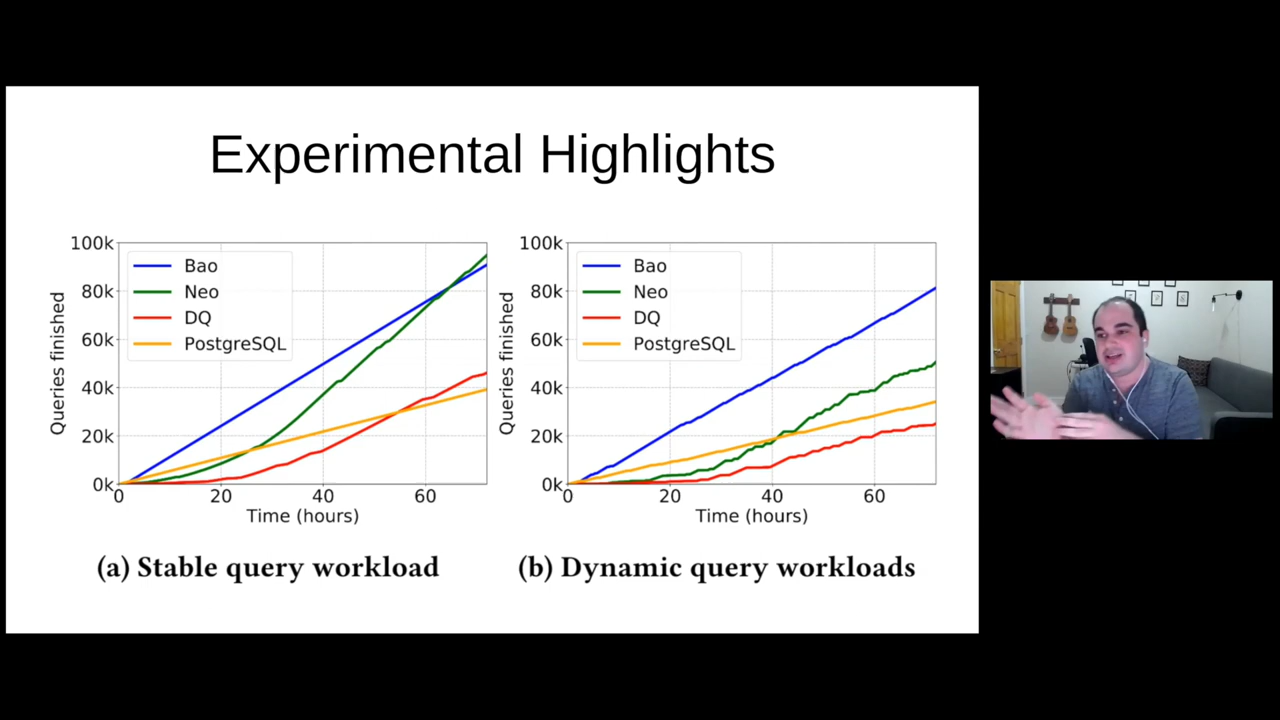 Experimental Highlights
100k
80k
60k
40k
20k
0k
Queries finished
Bao
Neo
DQ
PostgreSQL
0
20
40
60
Time (hours)
(a) Stable query workload
100k
80k
60k
40k
20k
0k
Queries finished
Bao
Neo
DQ
PostgreSQL
0
20
40
60
Time (hours)
(b) Dynamic query workloads